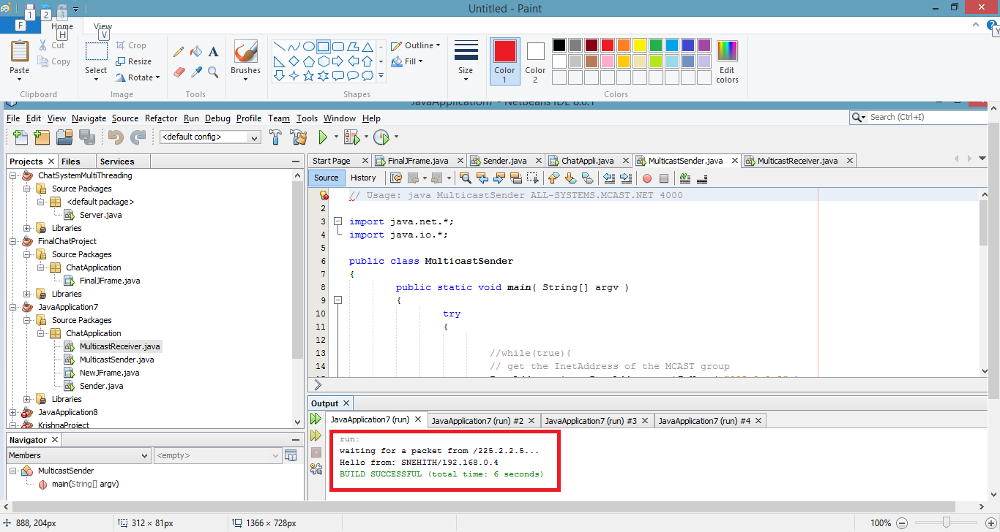 Untitled - Paint
1 2 3
F Home View
H V Y
Paste Cut Copy
Clipboard
Select Crop Resize Rotate
Image
Tools
Brushes
Outline Fill
Shapes
Size
Color 1
Color 2
Edit colors
Colors
JavaApplication7 - NetBeans IDE 8.0.1
File Edit View Navigate Source Refactor Run Debug Profile Team Tools Window Help
Search (Ctrl+I)
<default config>
Projects Files Services
Start Page FinalJFrame.java Sender.java ChatAppli.java MulticastSender.java MulticastReceiver.java
Source History
ChatSystemMultiThreading
Source Packages
<default package>
Server.java
Libraries
FinalChatProject
Source Packages
ChatApplication
FinalJFrame.java
Libraries
JavaApplication7
Source Packages
ChatApplication
MulticastReceiver.java
MulticastSender.java
NewJFrame.java
Sender.java
Libraries
JavaApplication8
KrishnaProject
// Usage: java MulticastSender ALL-SYSTEMS.MCAST.NET 4000
2
3 import java.net.*;
4 import java.io.*;
5
6 public class MulticastSender
7 {
8 public static void main( String[] argv )
9 {
10 try
11 {
12
13 //while(true){
14 // get the InetAddress of the MCAST group
Navigator
Members <empty>
MulticastSender
main(String[] argv)
Output
JavaApplication7 (run) JavaApplication7 (run) #2 JavaApplication7 (run) #3 JavaApplication7 (run) #4
run:
waiting for a packet from /225.2.2.5...
Hello from: SNEHITH/192.168.0.4
BUILD SUCCESSFUL (total time: 6 seconds)
888, 204px 312 × 81px 1366 × 728px 100%